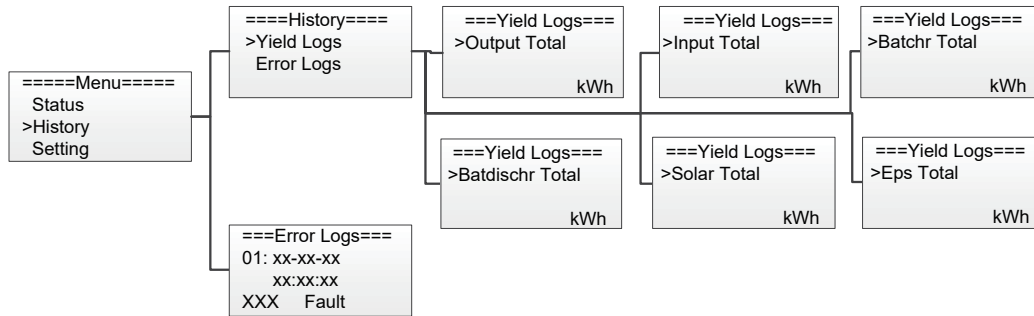 =====Menu=====
Status
>History
Setting
====History====
>Yield Logs
Error Logs
===Yield Logs===
>Output Total
kWh
===Yield Logs===
>Input Total
kWh
===Yield Logs===
>Batchr Total
kWh
===Yield Logs===
>Batdischr Total
kWh
===Yield Logs===
>Solar Total
kWh
===Yield Logs===
>Eps Total
kWh
===Error Logs===
01: xx-xx-xx
xx:xx:xx
XXX Fault